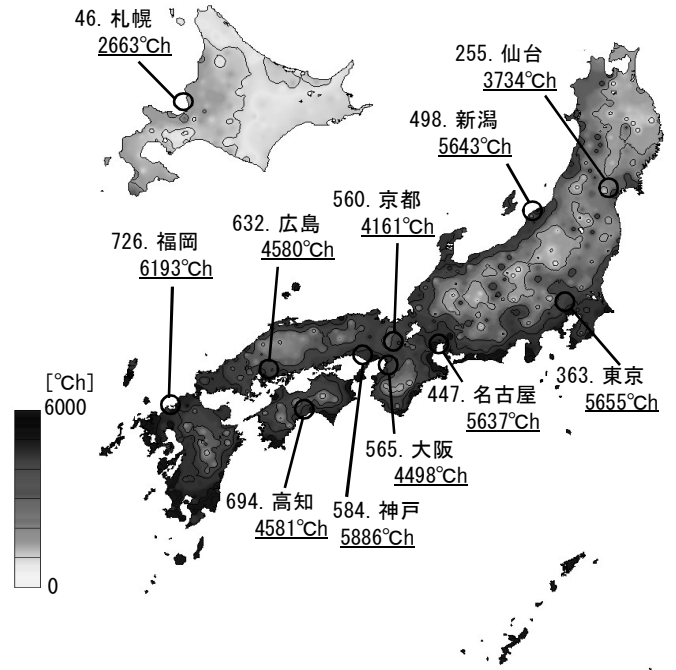 46. 札幌
2663℃h
255. 仙台
3734℃h
498. 新潟
5643℃h
560. 京都
4161℃h
632. 広島
4580℃h
726. 福岡
6193℃h
[℃h]
6000
0
363. 東京
5655℃h
447. 名古屋
5637℃h
565. 大阪
4498℃h
694. 高知
4581℃h
584. 神戸
5886℃h